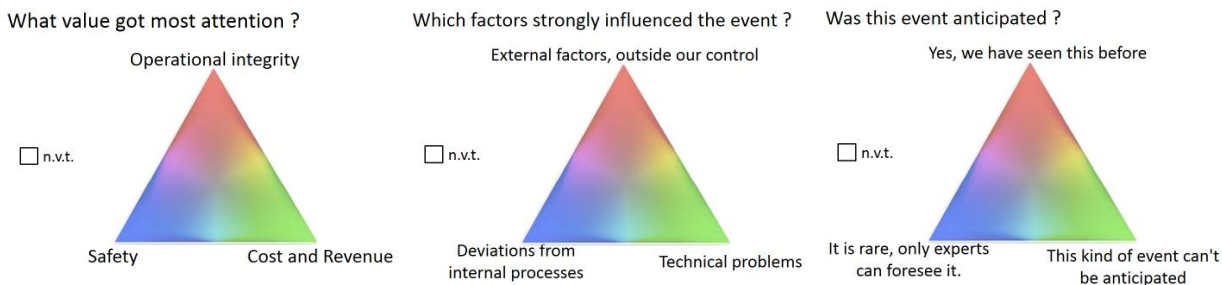 What value got most attention ?
Operational integrity
n.v.t.
Safety
Cost and Revenue
Which factors strongly influenced the event ?
External factors, outside our control
n.v.t.
Deviations from
internal processes
Technical problems
Was this event anticipated ?
Yes, we have seen this before
n.v.t.
It is rare, only experts
can foresee it.
This kind of event can't
be anticipated